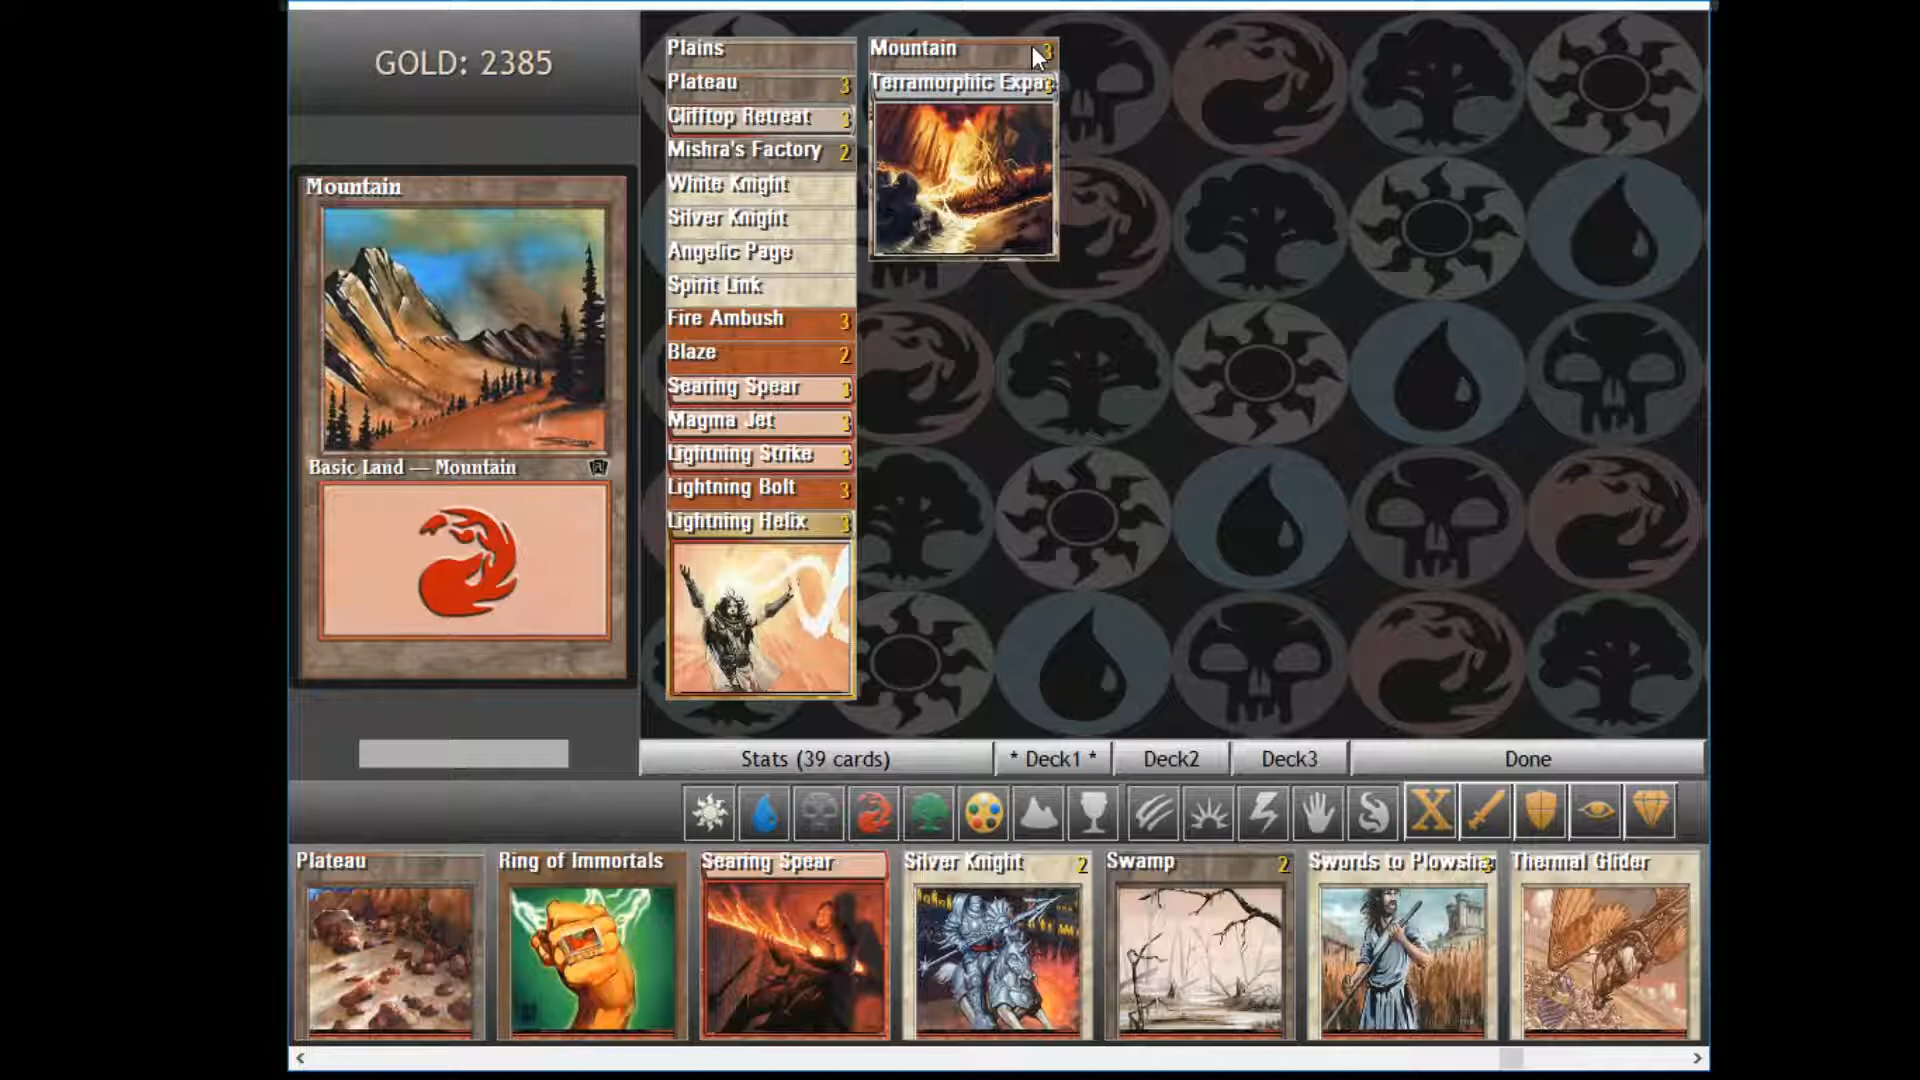 GOLD: 2385
Mountain
Basic Land — Mountain
Plains
Plateau 3
Clifftop Retreat 3
Mishra's Factory 2
White Knight
Silver Knight
Angelic Page
Spirit Link
Fire Ambush 3
Blaze 2
Searing Spear 3
Magma Jet 3
Lightning Strike 3
Lightning Bolt 3
Lightning Helix 3
Mountain 3
Terramorphic Expa 3
Stats (39 cards)
* Deck1 *
Deck2
Deck3
Done
X
Plateau
Ring of Immortals
Searing Spear
Silver Knight 2
Swamp 2
Swords to Plowsha 3
Thermal Glider